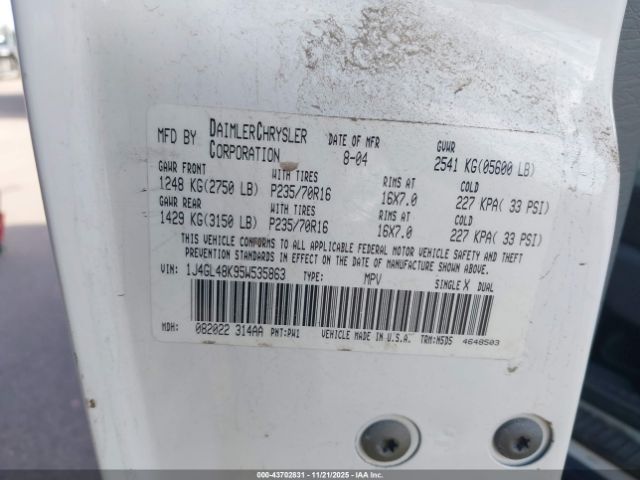 MFD BY DAIMLERCHRYSLER CORPORATION DATE OF MFR 8-04 GVWR 2541 KG(05600 LB)
GAWR FRONT WITH TIRES RIMS AT COLD
1248 KG(2750 LB) P235/70R16 16X7.0 227 KPA( 33 PSI)
GAWR REAR WITH TIRES RIMS AT COLD
1429 KG(3150 LB) P235/70R16 16X7.0 227 KPA( 33 PSI)
THIS VEHICLE CONFORMS TO ALL APPLICABLE FEDERAL MOTOR VEHICLE SAFETY AND THEFT
PREVENTION STANDARDS IN EFFECT ON THE DATE OF MANUFACTURE SHOWN ABOVE.
VIN: 1J4GL48K95W535863 TYPE: MPV SINGLE X DUAL
MDH: 082022 314AA PNT:PW1 VEHICLE MADE IN U.S.A. TRM:N5D5 4648503
000-43702831 - 11/21/2025 - IAA Inc.